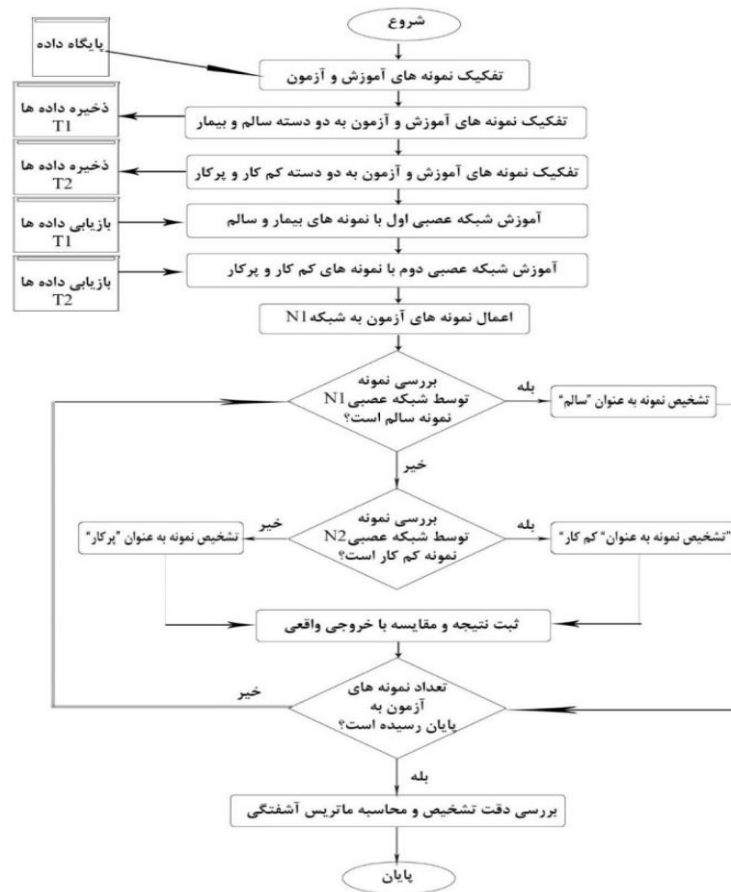 شروع
پایگاه داده
تفکیک نمونه های آموزش و آزمون
ذخیره داده ها
T1
تفکیک نمونه های آموزش و آزمون به دو دسته سالم و بیمار
ذخیره داده ها
T2
تفکیک نمونه های آموزش و آزمون به دو دسته کم کار و پرکار
بازیابی داده ها
T1
آموزش شبکه عصبی اول با نمونه های بیمار و سالم
بازیابی داده ها
T2
آموزش شبکه عصبی دوم با نمونه های کم کار و پرکار
اعمال نمونه های آزمون به شبکه N1
بررسی نمونه
توسط شبکه عصبی N1
نمونه سالم است؟
بله
تشخیص نمونه به عنوان "سالم"
خیر
بررسی نمونه
توسط شبکه عصبی N2
نمونه کم کار است؟
بله
"تشخیص نمونه به عنوان" کم کار"
خیر
تشخیص نمونه به عنوان "پرکار"
ثبت نتیجه و مقایسه با خروجی واقعی
تعداد نمونه های
آزمون به
پایان رسیده است؟
خیر
بله
بررسی دقت تشخیص و محاسبه ماتریس آشفتگی
پایان